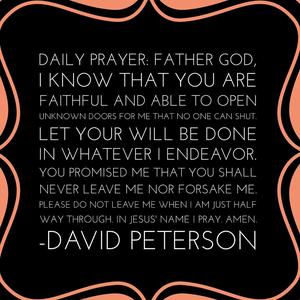 DAILY PRAYER: FATHER GOD,
I KNOW THAT YOU ARE
FAITHFUL AND ABLE TO OPEN
UNKNOWN DOORS FOR ME THAT NO ONE CAN SHUT.
LET YOUR WILL BE DONE
IN WHATEVER I ENDEAVOR.
YOU PROMISED ME THAT YOU SHALL
NEVER LEAVE ME NOR FORSAKE ME.
PLEASE DO NOT LEAVE ME WHEN I AM JUST HALF
WAY THROUGH. IN JESUS' NAME I PRAY. AMEN.
-DAVID PETERSON